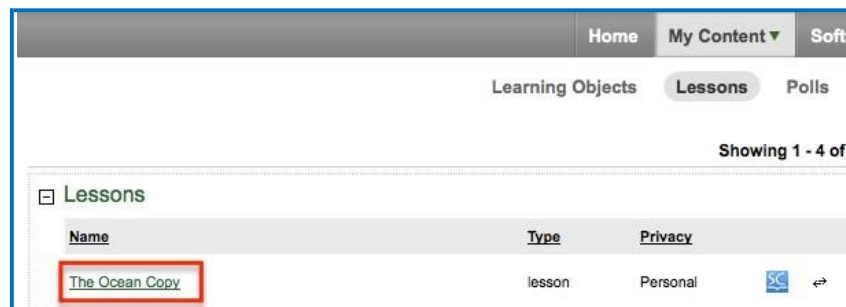 Home My Content ▼ Soft
Learning Objects Lessons Polls
Showing 1 - 4 of
Lessons
Name Type Privacy
The Ocean Copy lesson Personal SC